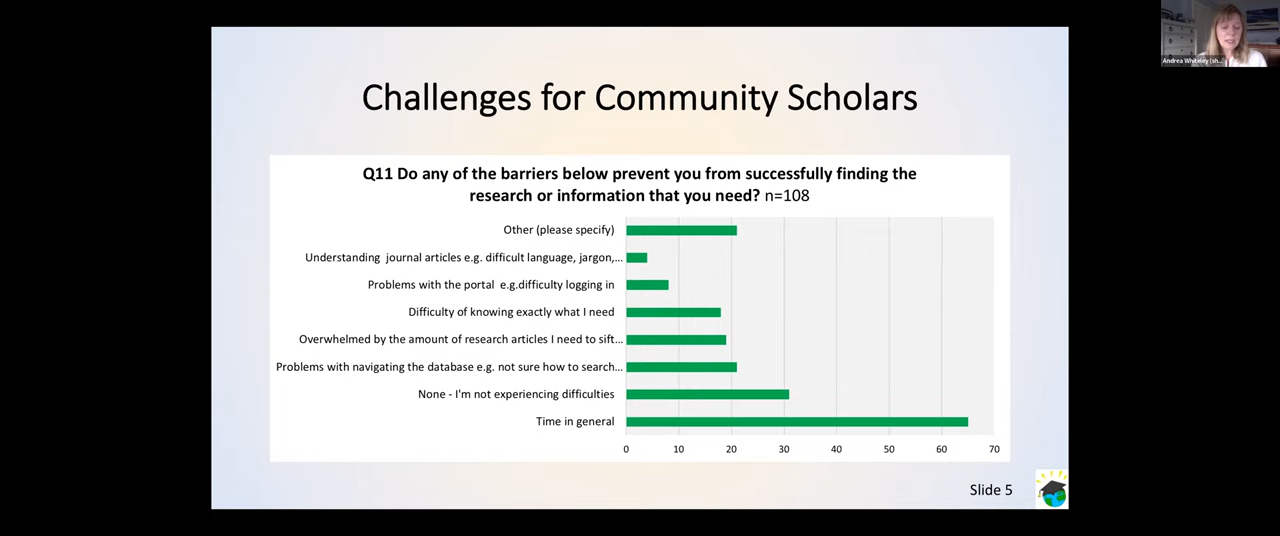 Andrea Whiteley (sh...
Challenges for Community Scholars
Q11 Do any of the barriers below prevent you from successfully finding the
research or information that you need? n=108
Other (please specify)
Understanding  journal articles e.g. difficult language, jargon,...
Problems with the portal  e.g.difficulty logging in
Difficulty of knowing exactly what I need
Overwhelmed by the amount of research articles I need to sift...
Problems with navigating the database e.g. not sure how to search...
None - I'm not experiencing difficulties
Time in general
0 10 20 30 40 50 60 70
Slide 5